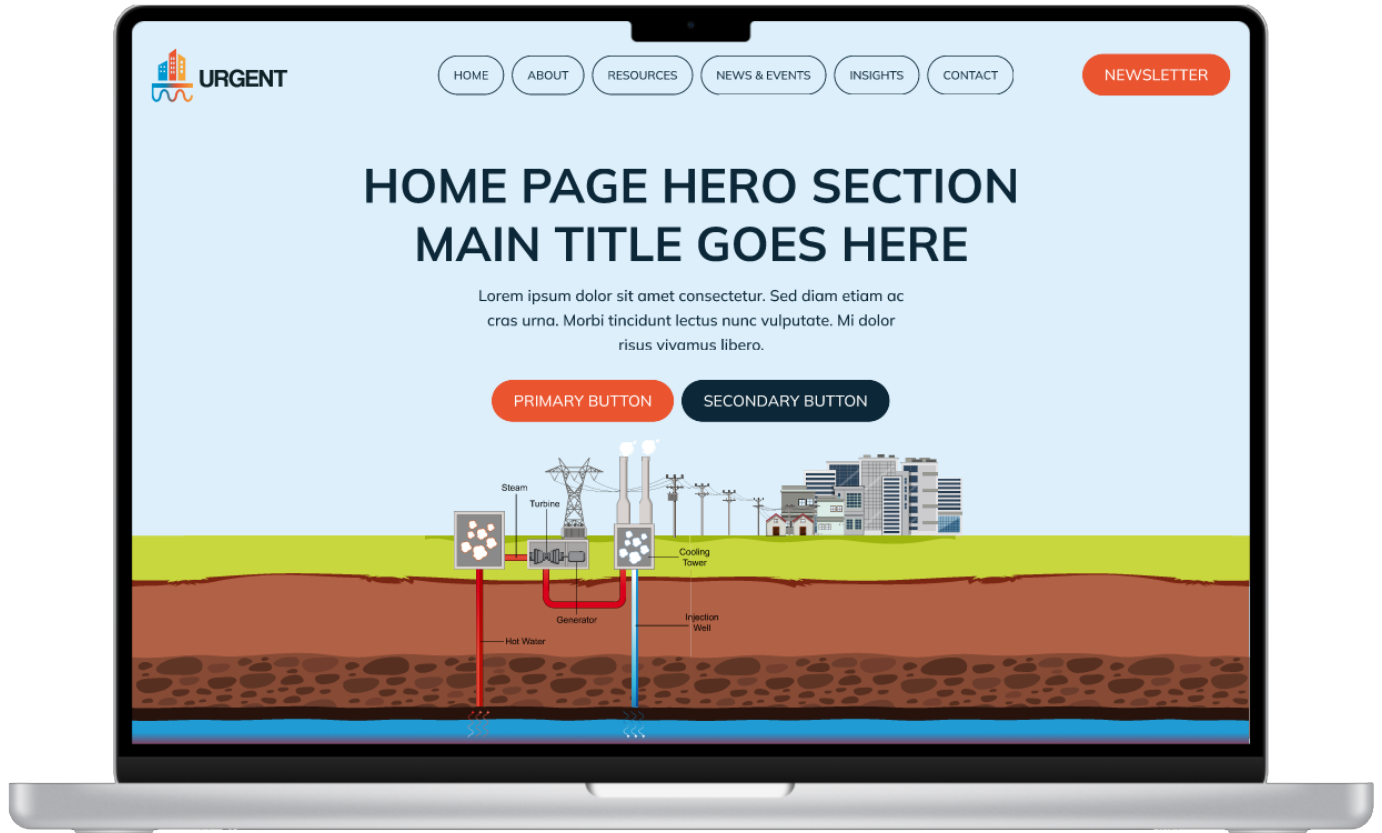 URGENT
HOME
ABOUT
RESOURCES
NEWS & EVENTS
INSIGHTS
CONTACT
NEWSLETTER
HOME PAGE HERO SECTION
MAIN TITLE GOES HERE
Lorem ipsum dolor sit amet consectetur. Sed diam etiam ac
cras urna. Morbi tincidunt lectus nunc vulputate. Mi dolor
risus vivamus libero.
PRIMARY BUTTON
SECONDARY BUTTON
Steam
Turbine
Cooling
Tower
Generator
Injection
Well
Hot Water